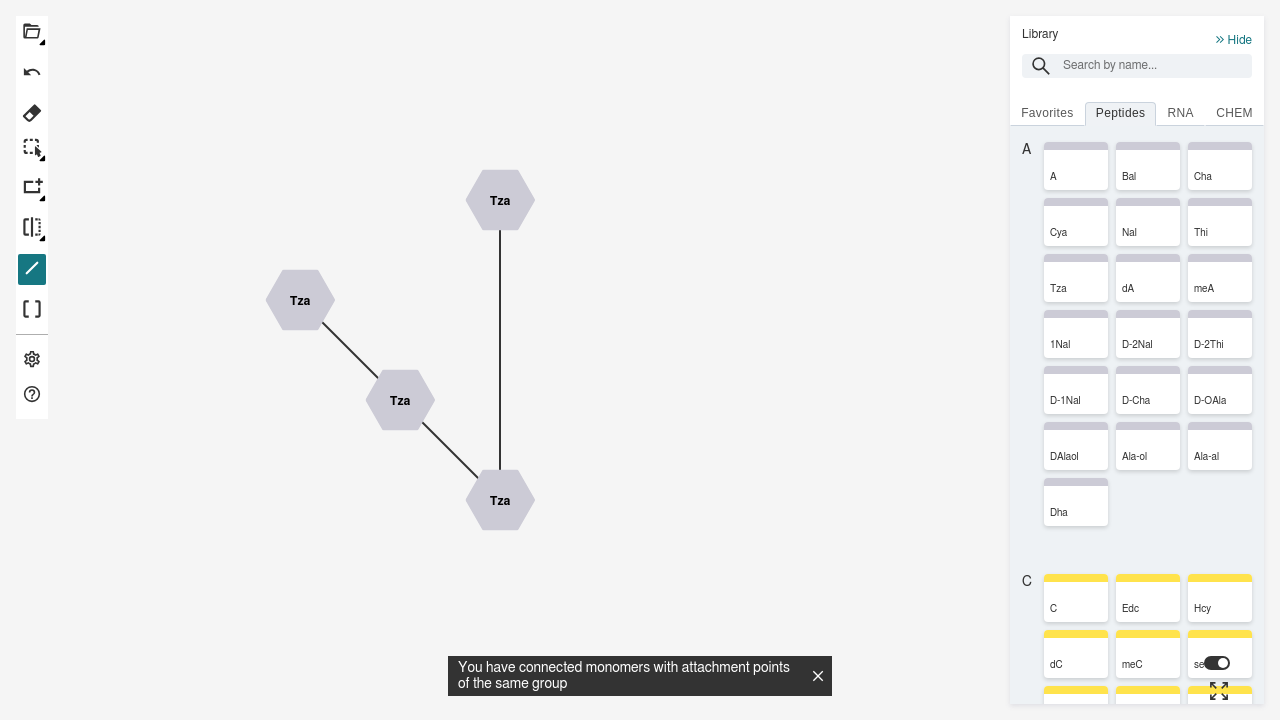 Library
Hide
Search by name...
Favorites Peptides RNA CHEM
A
A Bal Cha
Cya Nal Thi
Tza dA meA
1Nal D-2Nal D-2Thi
D-1Nal D-Cha D-OAla
DAlaol Ala-ol Ala-al
Dha
C
C Edc Hcy
dC meC
Tza
Tza
Tza
Tza
You have connected monomers with attachment points
of the same group